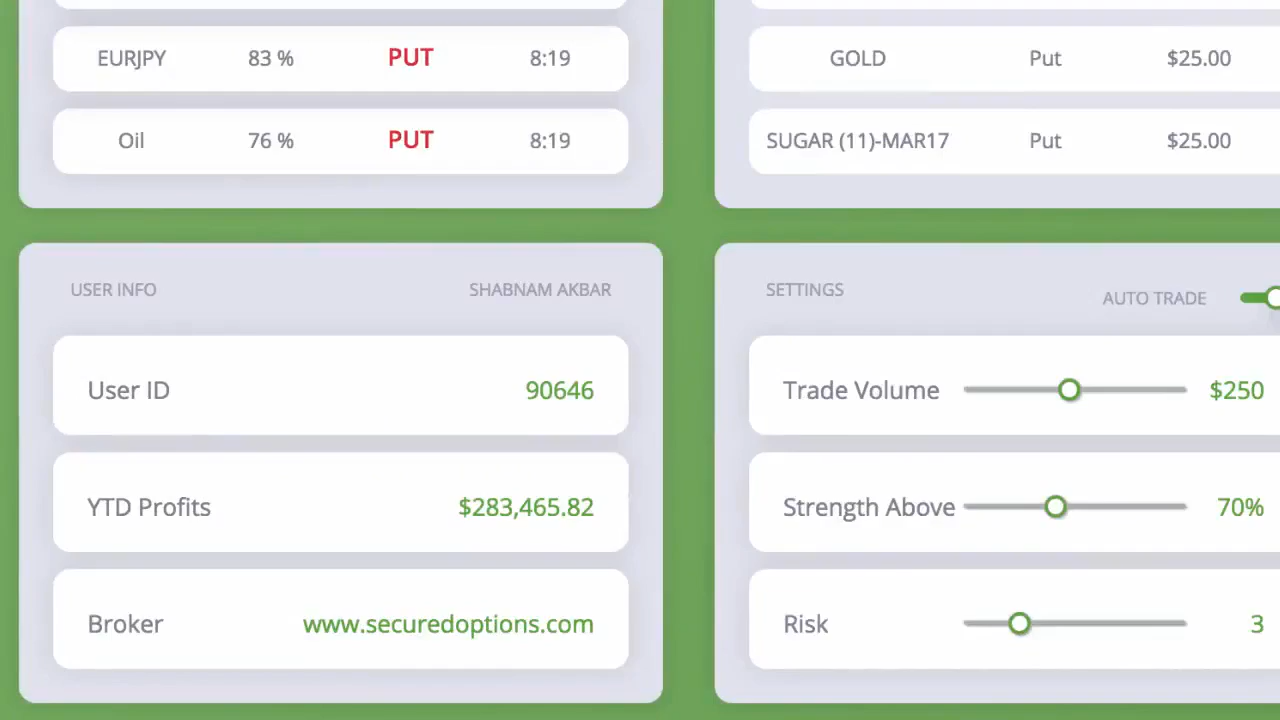 EURJPY 83 % PUT 8:19
Oil 76 % PUT 8:19
GOLD Put $25.00
SUGAR (11)-MAR17 Put $25.00
USER INFO SHABNAM AKBAR
User ID 90646
YTD Profits $283,465.82
Broker www.securedoptions.com
SETTINGS AUTO TRADE
Trade Volume $250
Strength Above 70%
Risk 3